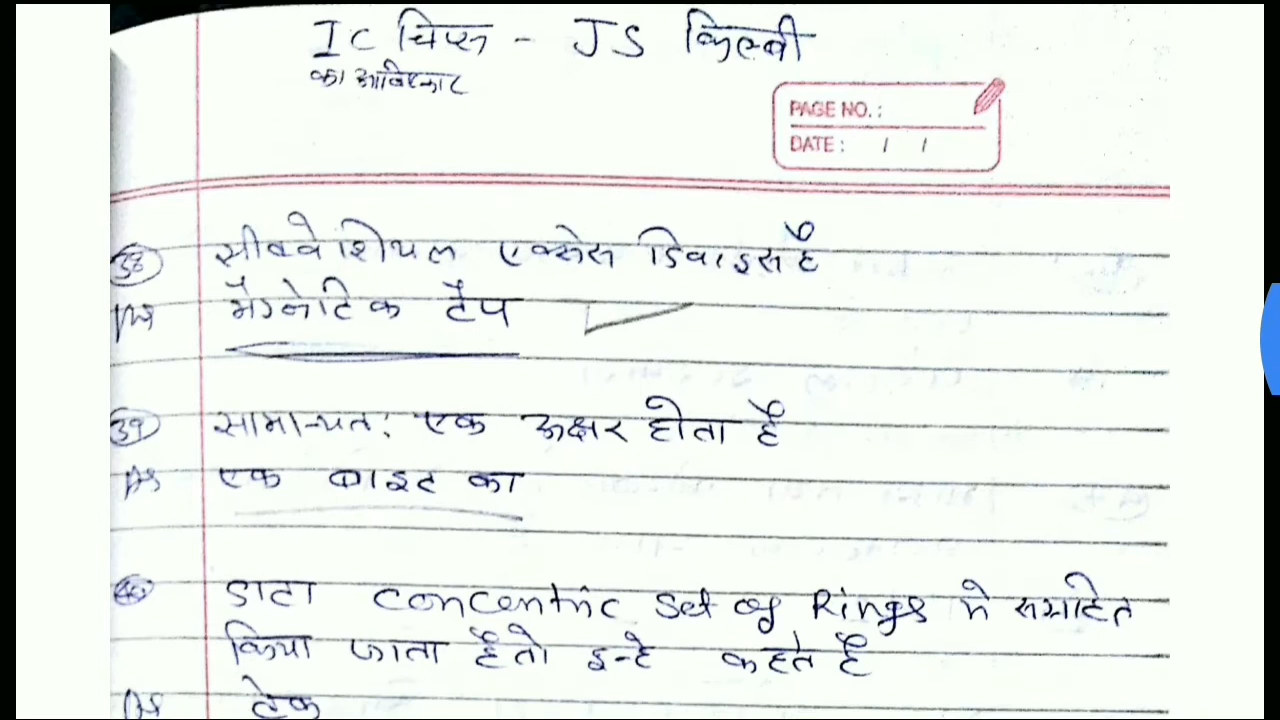 IC चिप्स - JS किल्बी
का आविष्कार
PAGE NO.:
DATE: / /
38 सीक्वेंशियल एक्सेस डिवाइस है
Ans मैग्नेटिक टैप
39 सामान्यत: एक अक्षर होता है
Ans एक बाइट का
40 डाटा concentric set of Rings मे सग्रहित
किया जाता है तो इन्हे कहते है
Ans टेक